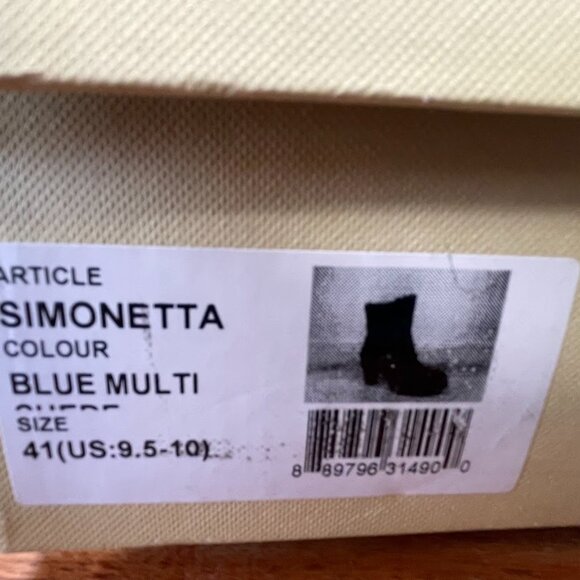 ARTICLE
SIMONETTA
COLOUR
BLUE MULTI
SIZE
41(US:9.5-10)
8 89796 31490 0